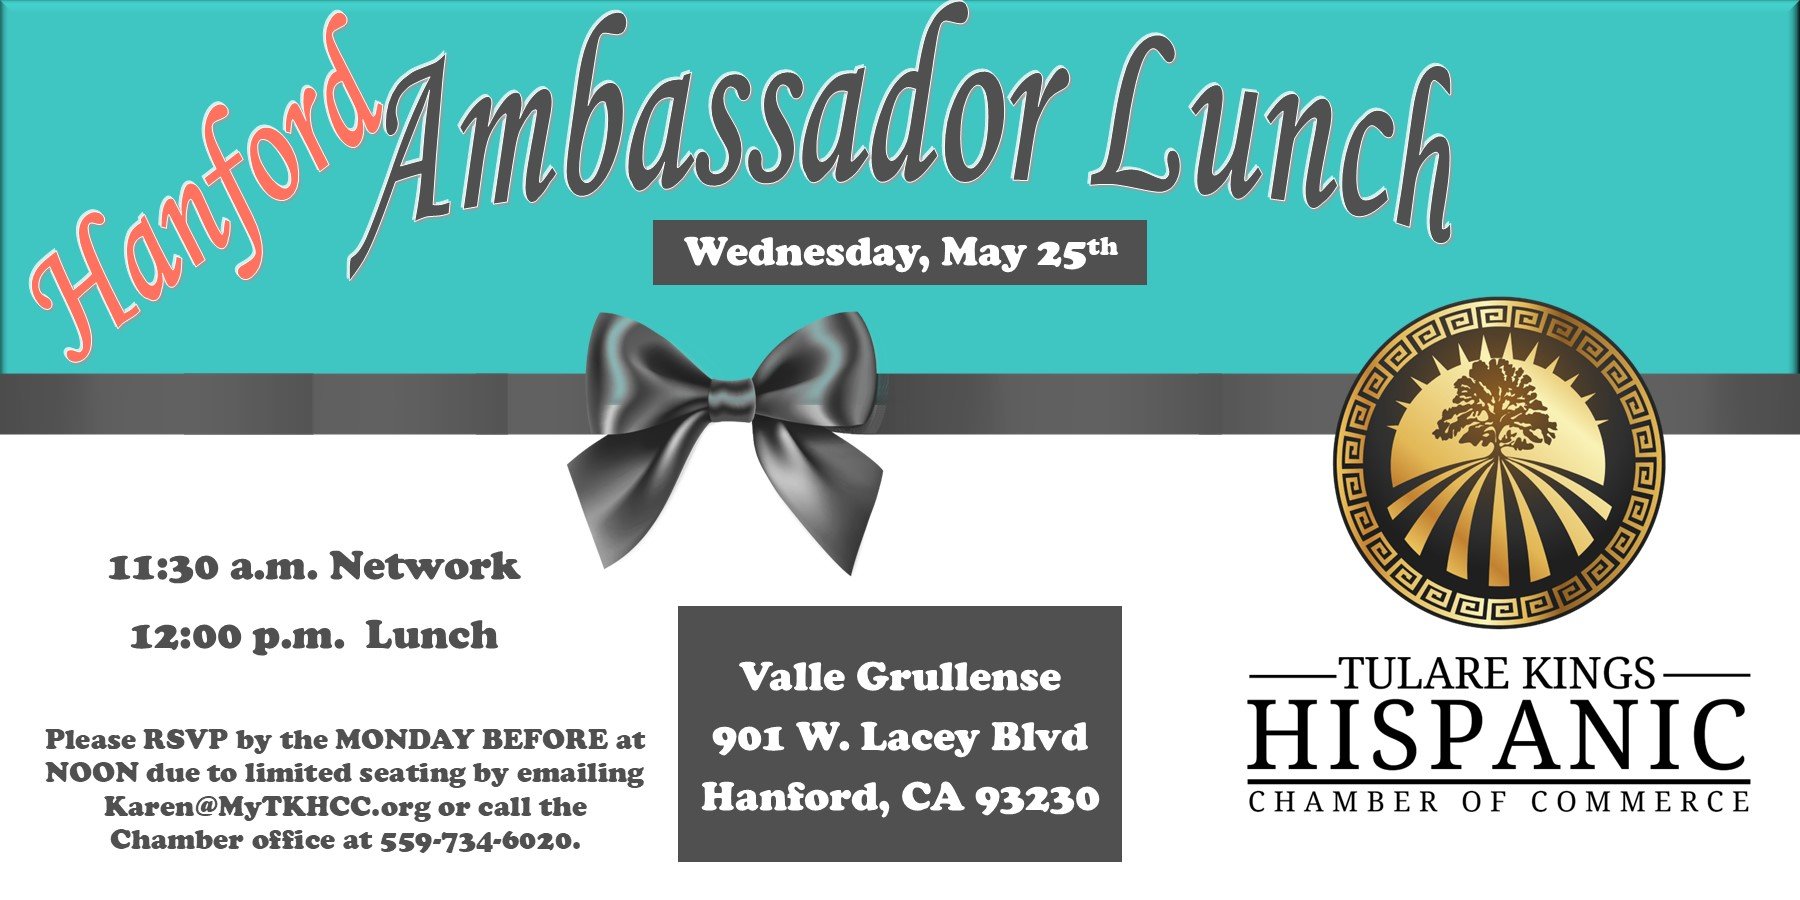 Hanford Ambassador Lunch
Wednesday, May 25th
11:30 a.m. Network
12:00 p.m. Lunch
Please RSVP by the MONDAY BEFORE at
NOON due to limited seating by emailing
Karen@MyTKHCC.org or call the
Chamber office at 559-734-6020.
Valle Grullense
901 W. Lacey Blvd
Hanford, CA 93230
TULARE KINGS
HISPANIC
CHAMBER OF COMMERCE